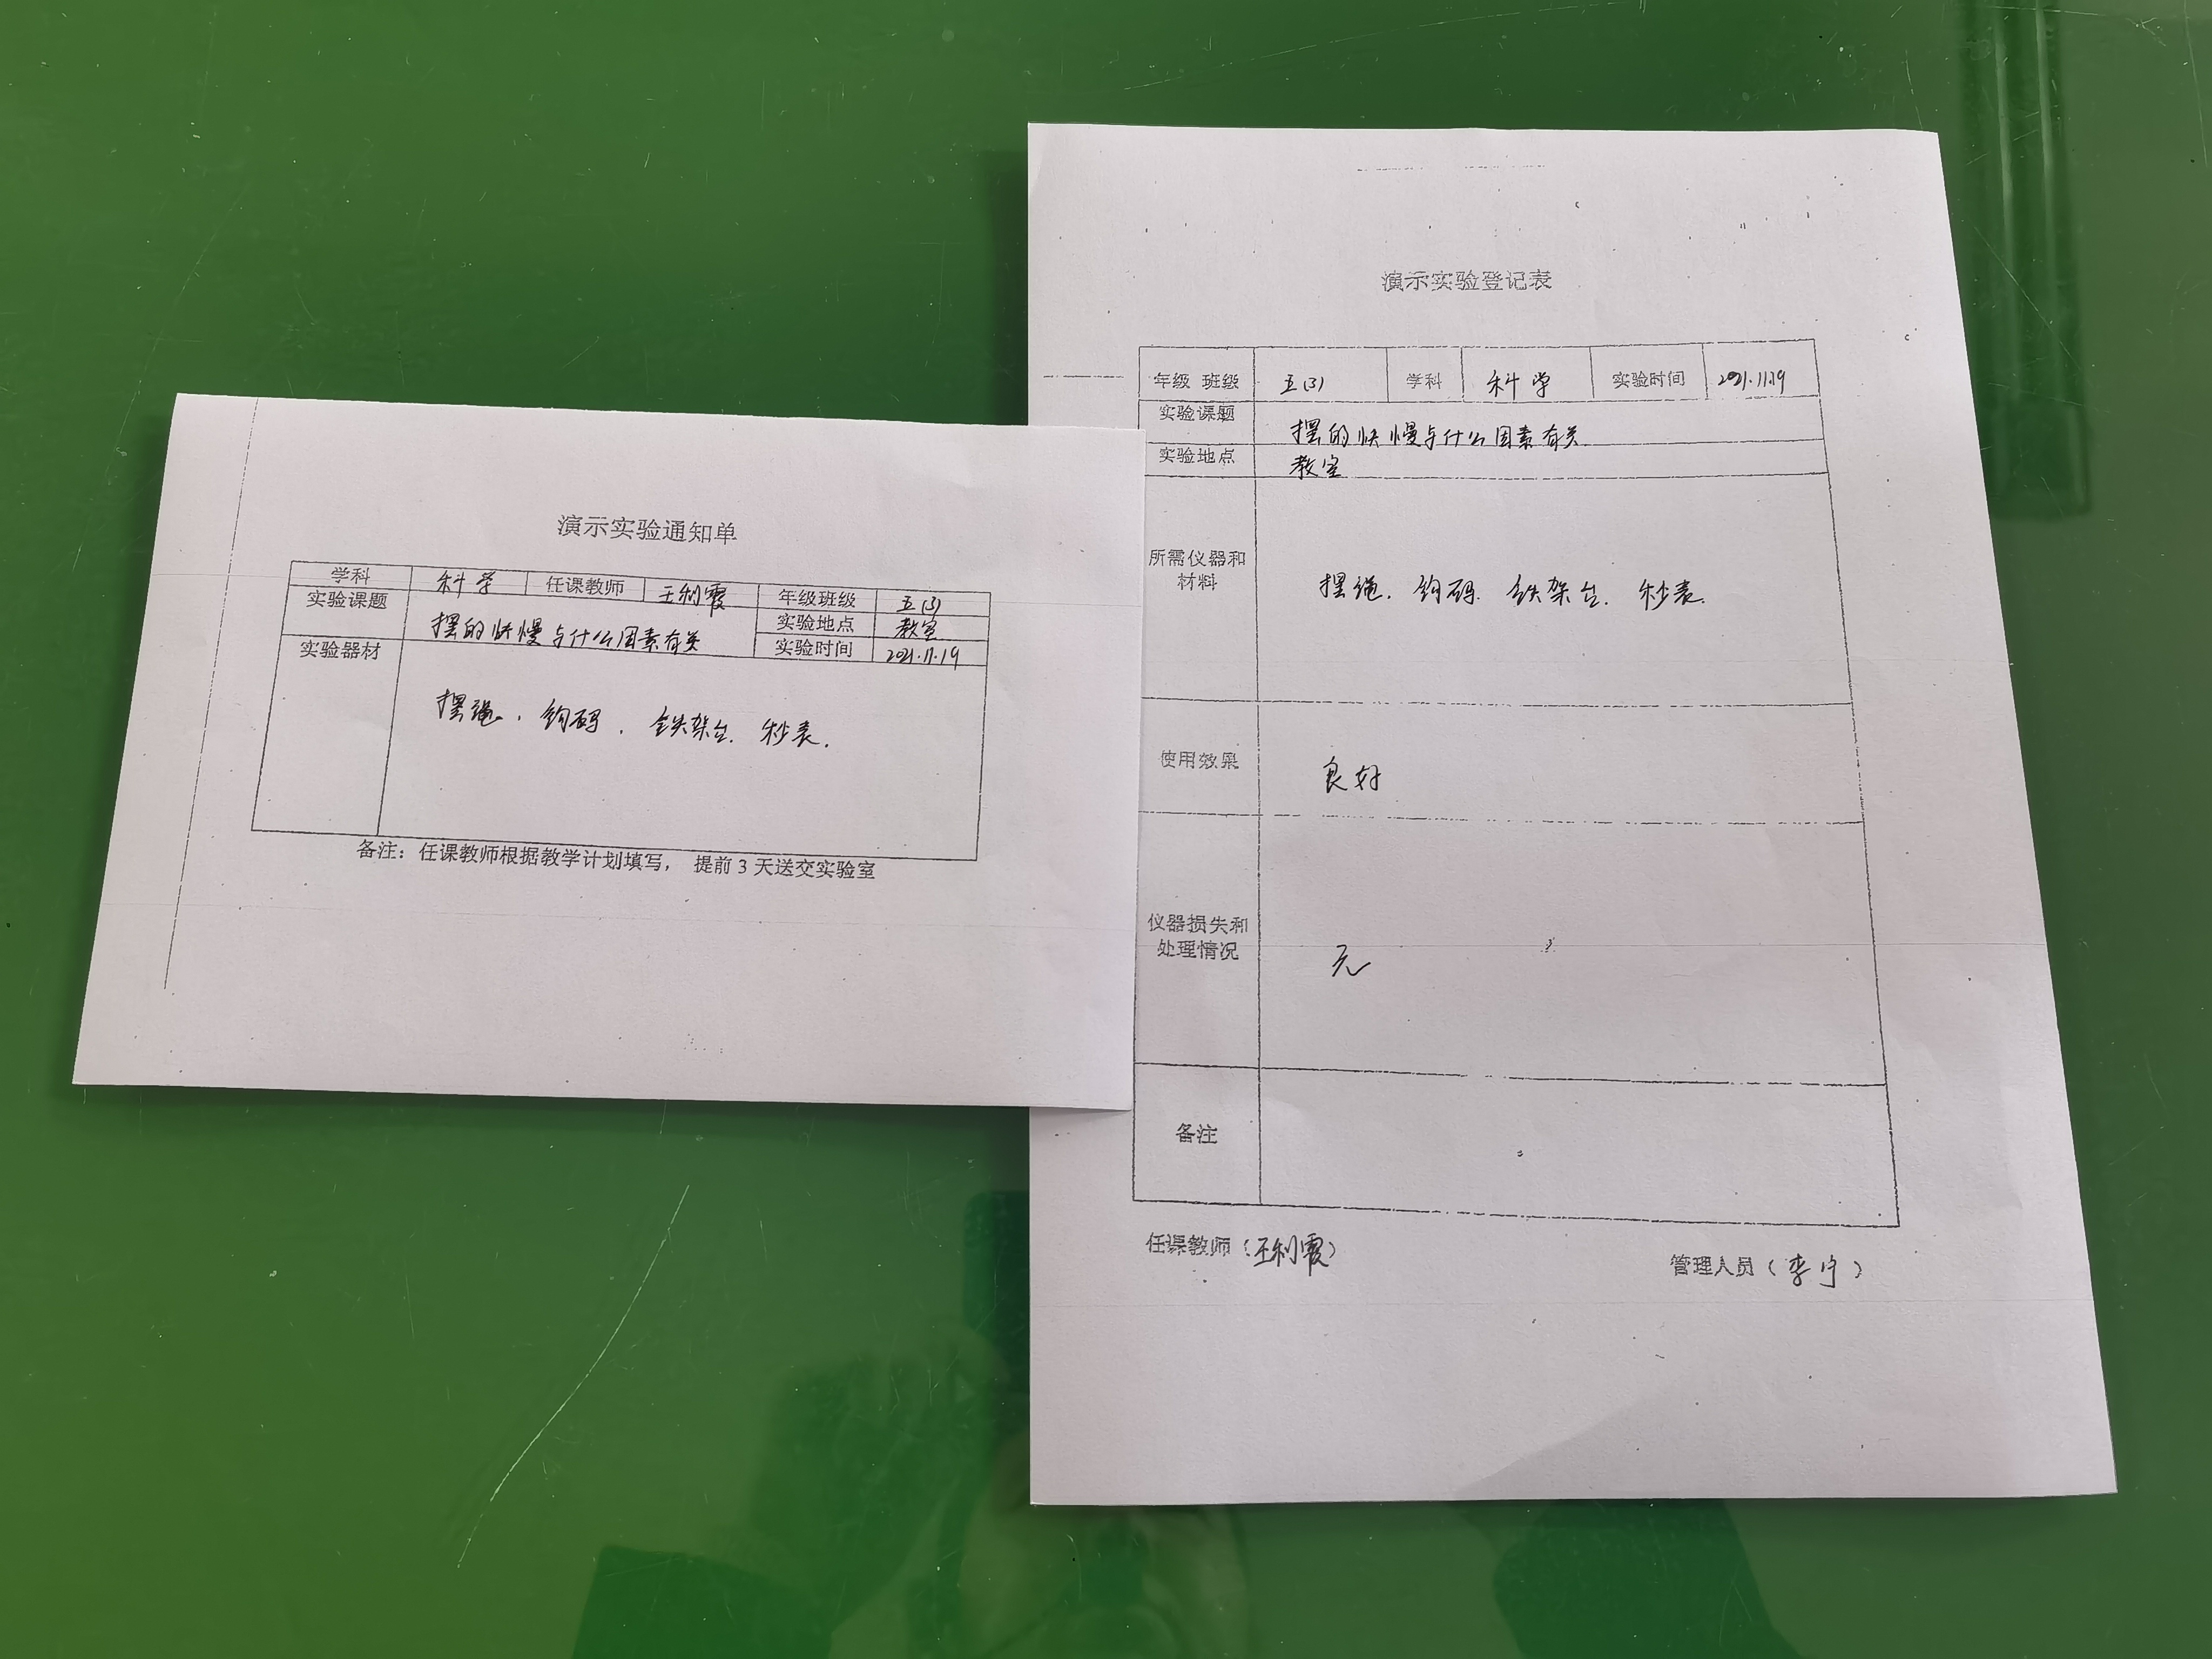 演示实验通知单
学科 科学 任课教师 王利霞 年级班级 五(3)
实验课题 摆的快慢与什么因素有关 实验地点 教室
实验时间 2021.11.19
实验器材
摆绳. 钩码. 铁架台. 秒表.
备注：任课教师根据教学计划填写， 提前 3 天送交实验室
演示实验登记表
年级 班级 五(3) 学科 科学 实验时间 2021.11.19
实验课题 摆的快慢与什么因素有关
实验地点 教室
所需仪器和
材料
摆绳. 钩码. 铁架台. 秒表.
使用效果 良好
仪器损失和
处理情况
无
备注
任课教师（王利霞） 管理人员（李宁）